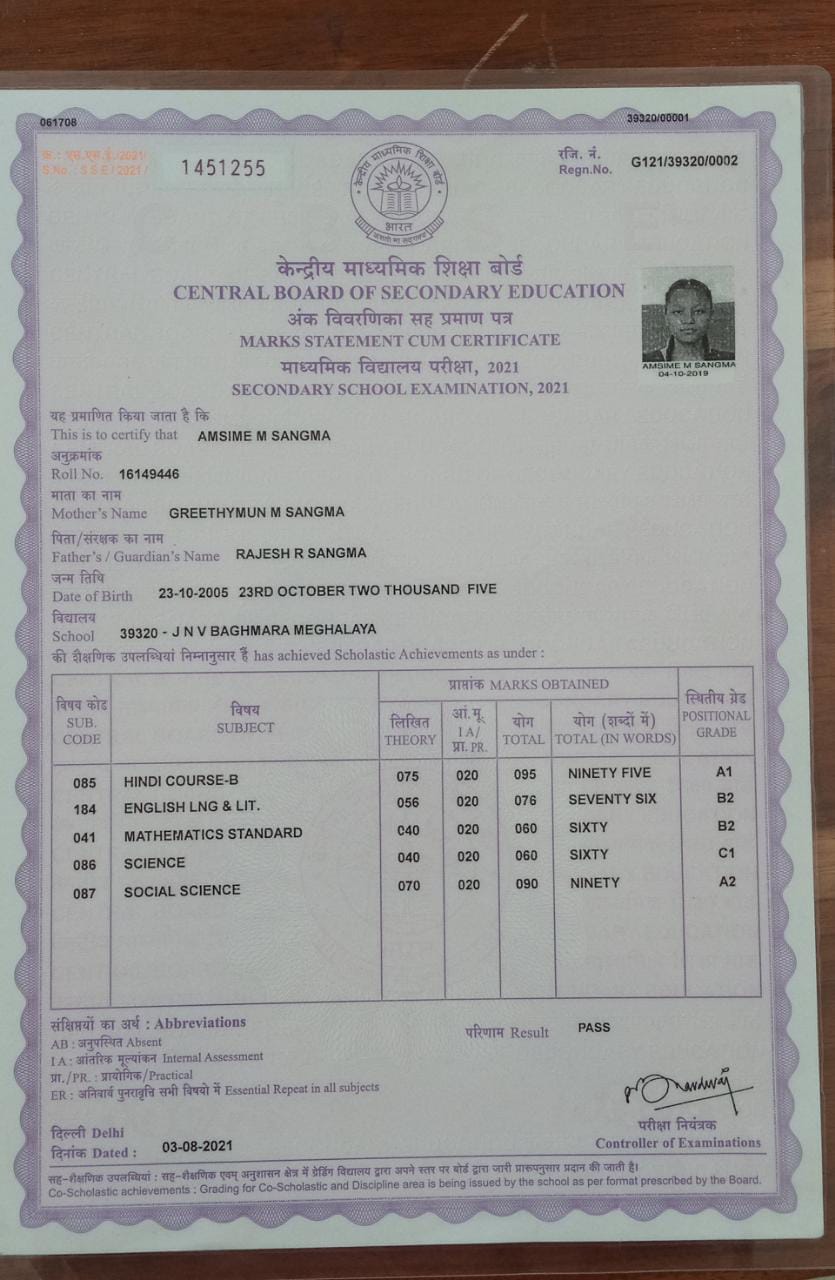 061708
39320/00001
क्र.: एस.एस.ई./2021/
S.No. : S S E / 2021 /
1451255
रजि. नं.
Regn.No.
G121/39320/0002
केन्द्रीय माध्यमिक शिक्षा बोर्ड
भारत
असतो मा सद्गमय
केन्द्रीय माध्यमिक शिक्षा बोर्ड
CENTRAL BOARD OF SECONDARY EDUCATION
अंक विवरणिका सह प्रमाण पत्र
MARKS STATEMENT CUM CERTIFICATE
माध्यमिक विद्यालय परीक्षा, 2021
SECONDARY SCHOOL EXAMINATION, 2021
AMSIME M SANGMA
04-10-2019
यह प्रमाणित किया जाता है कि
This is to certify that AMSIME M SANGMA
अनुक्रमांक
Roll No. 16149446
माता का नाम
Mother's Name GREETHYMUN M SANGMA
पिता/संरक्षक का नाम
Father's / Guardian's Name RAJESH R SANGMA
जन्म तिथि
Date of Birth 23-10-2005 23RD OCTOBER TWO THOUSAND FIVE
विद्यालय
School 39320 - J N V BAGHMARA MEGHALAYA
की शैक्षणिक उपलब्धियां निम्नानुसार हैं has achieved Scholastic Achievements as under :
विषय कोड
SUB. CODE
विषय
SUBJECT
प्राप्तांक MARKS OBTAINED
लिखित
THEORY
आं.मू.
I A/
प्रा. PR.
योग
TOTAL
योग (शब्दों में)
TOTAL (IN WORDS)
स्थितीय ग्रेड
POSITIONAL
GRADE
085 HINDI COURSE-B 075 020 095 NINETY FIVE A1
184 ENGLISH LNG & LIT. 056 020 076 SEVENTY SIX B2
041 MATHEMATICS STANDARD 040 020 060 SIXTY B2
086 SCIENCE 040 020 060 SIXTY C1
087 SOCIAL SCIENCE 070 020 090 NINETY A2
संक्षिप्तियों का अर्थ : Abbreviations
AB : अनुपस्थित Absent
I A : आंतरिक मूल्यांकन Internal Assessment
प्रा./PR. : प्रायोगिक/Practical
ER : अनिवार्य पुनरावृत्ति सभी विषयो में Essential Repeat in all subjects
परिणाम Result PASS
दिल्ली Delhi
दिनांक Dated : 03-08-2021
परीक्षा नियंत्रक
Controller of Examinations
सह-शैक्षणिक उपलब्धियां : सह-शैक्षणिक एवम् अनुशासन क्षेत्र में ग्रेडिंग विद्यालय द्वारा अपने स्तर पर बोर्ड द्वारा जारी प्रारूपनुसार प्रदान की जाती है।
Co-Scholastic achievements : Grading for Co-Scholastic and Discipline area is being issued by the school as per format prescribed by the Board.